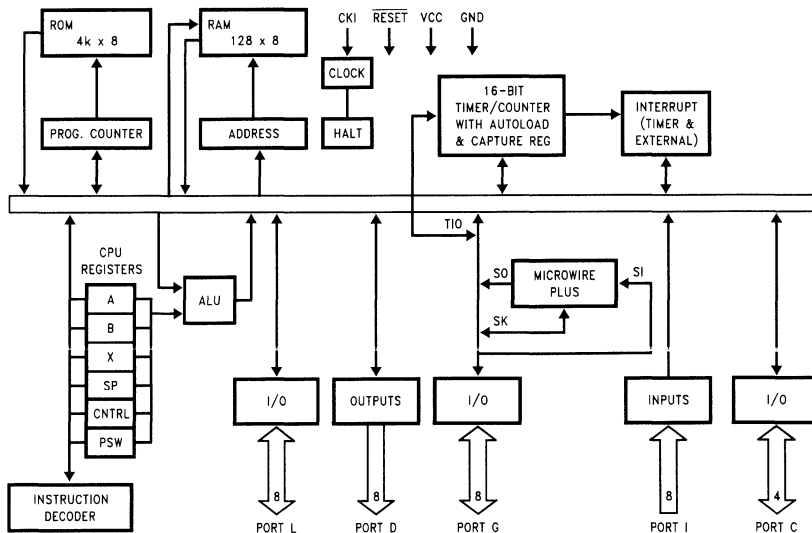 ROM
4k x 8
RAM
128 x 8
CKI
RESET
VCC
GND
CLOCK
HALT
PROG. COUNTER
ADDRESS
16-BIT
TIMER/COUNTER
WITH AUTOLOAD
& CAPTURE REG
INTERRUPT
(TIMER &
EXTERNAL)
TIO
CPU
REGISTERS
A
B
X
SP
CNTRL
PSW
ALU
SO
MICROWIRE
PLUS
SI
SK
I/O
OUTPUTS
I/O
INPUTS
I/O
INSTRUCTION
DECODER
8
8
8
8
4
PORT L
PORT D
PORT G
PORT I
PORT C